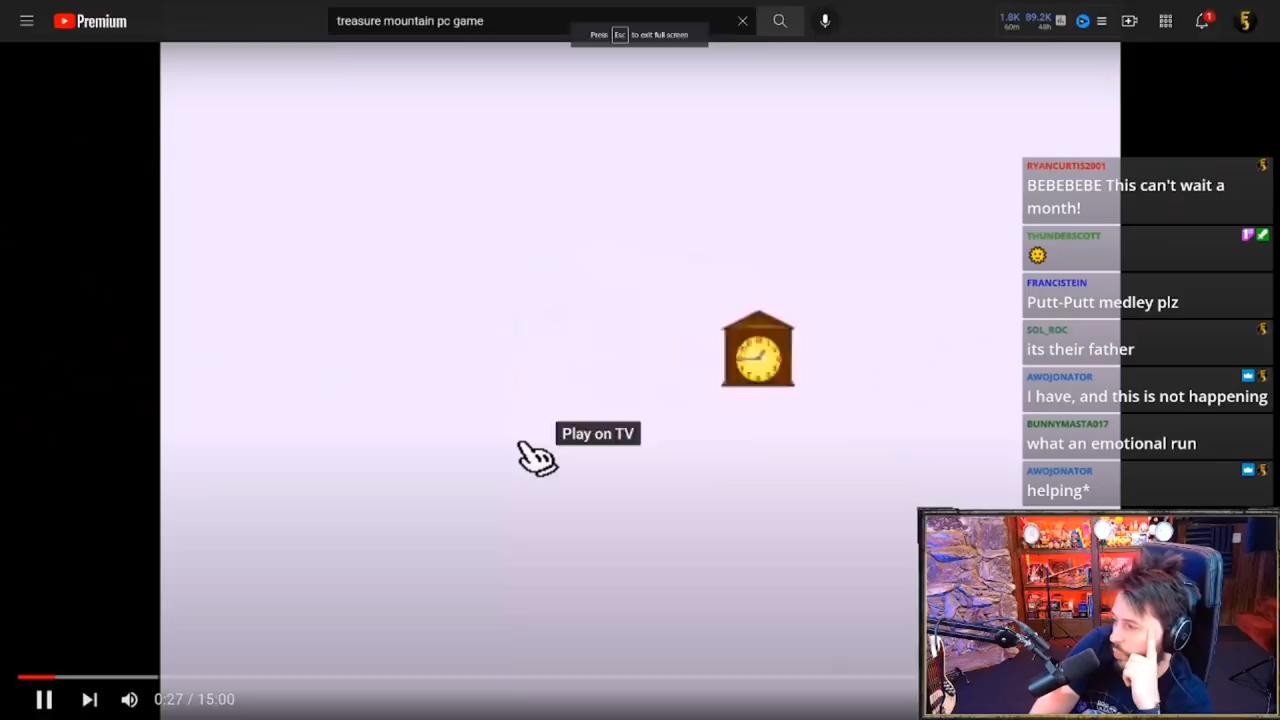 Premium
treasure mountain pc game
1.8K 89.2K
60m 48h
Press Esc to exit full screen
RYANCURTIS2001
BEBEBEBE This can't wait a
month!
THUNDERSCOTT
FRANCISTEIN
Putt-Putt medley plz
SOL_ROC
its their father
AWOJONATOR
I have, and this is not happening
BUNNYMASTA017
what an emotional run
AWOJONATOR
helping*
Play on TV
0:27 / 15:00